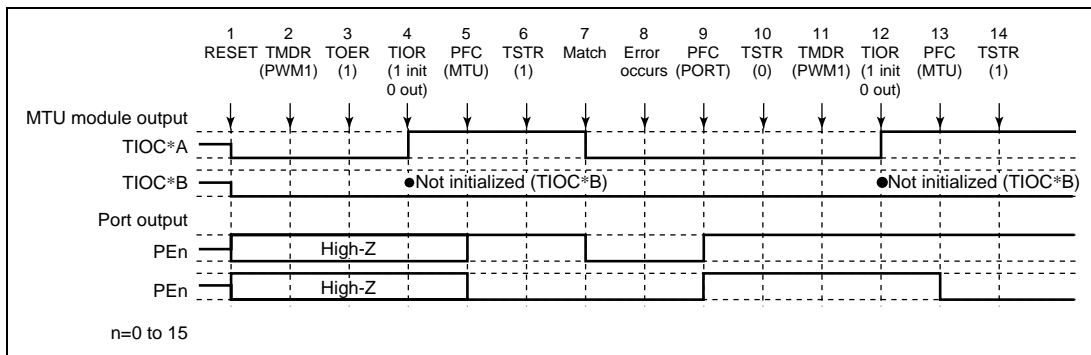 1 2 3 4 5 6 7 8 9 10 11 12 13 14
RESET TMDR TOER TIOR PFC TSTR Match Error PFC TSTR TMDR TIOR PFC TSTR
(PWM1) (1) (1 init (MTU) (1) occurs (PORT) (0) (PWM1) (1 init (MTU) (1)
0 out) 0 out)
MTU module output
TIOC*A
TIOC*B ●Not initialized (TIOC*B) ●Not initialized (TIOC*B)
Port output
PEn High-Z
PEn High-Z
n=0 to 15